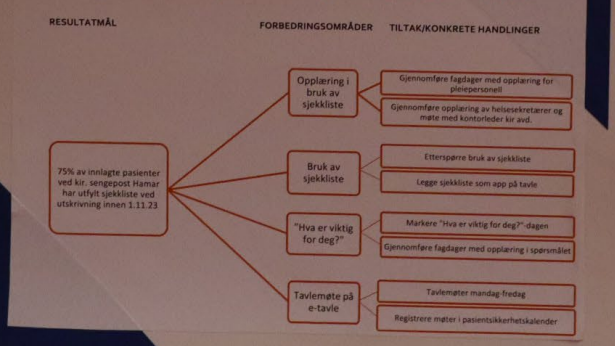 RESULTATMÅL
FORBEDRINGSOMRÅDER
TILTAK/KONKRETE HANDLINGER
75% av innlagte pasienter
ved kir. sengepost Hamar
har utfylt sjekkliste ved
utskrivning innen 1.11.23
Opplæring i
bruk av
sjekkliste
Gjennomføre fagdager med opplæring for
pleiepersonell
Gjennomføre opplæring av helsesekretærer og
møte med kontorleder kir avd.
Bruk av
sjekkliste
Etterspørre bruk av sjekkliste
Legge sjekkliste som app på tavle
"Hva er viktig
for deg?"
Markere "Hva er viktig for deg?"-dagen
Gjennomføre fagdager med opplæring i spørsmålet
Tavlemøte på
e-tavle
Tavlemøter mandag-fredag
Registrere møter i pasientsikkerhetskalender